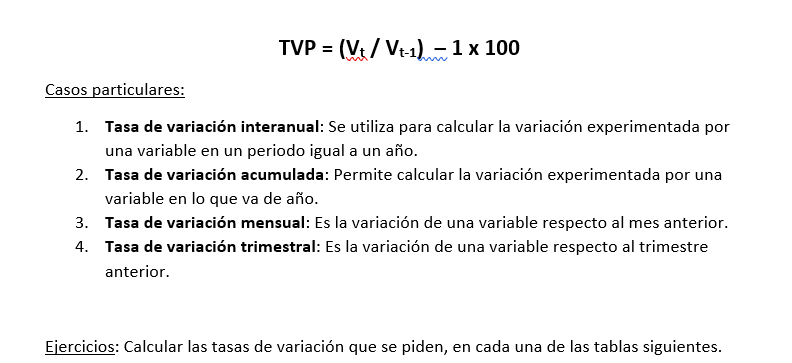 TVP = (Vt / Vt-1) – 1 x 100
Casos particulares:
1. Tasa de variación interanual: Se utiliza para calcular la variación experimentada por
una variable en un periodo igual a un año.
2. Tasa de variación acumulada: Permite calcular la variación experimentada por una
variable en lo que va de año.
3. Tasa de variación mensual: Es la variación de una variable respecto al mes anterior.
4. Tasa de variación trimestral: Es la variación de una variable respecto al trimestre
anterior.
Ejercicios: Calcular las tasas de variación que se piden, en cada una de las tablas siguientes.